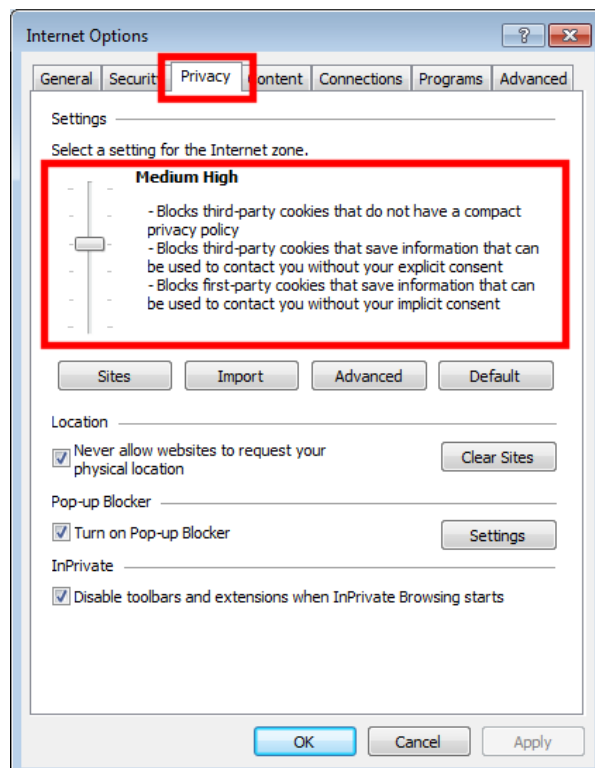 Internet Options
General Security Privacy Content Connections Programs Advanced
Settings
Select a setting for the Internet zone.
Medium High
- Blocks third-party cookies that do not have a compact
privacy policy
- Blocks third-party cookies that save information that can
be used to contact you without your explicit consent
- Blocks first-party cookies that save information that can
be used to contact you without your implicit consent
Sites Import Advanced Default
Location
Never allow websites to request your
physical location
Clear Sites
Pop-up Blocker
Turn on Pop-up Blocker
Settings
InPrivate
Disable toolbars and extensions when InPrivate Browsing starts
OK Cancel Apply